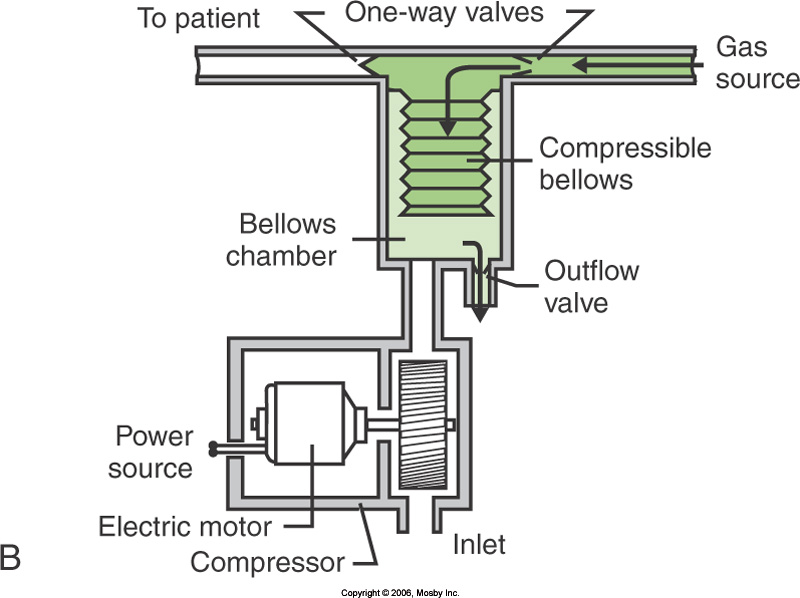 To patient
One-way valves
Gas
source
Compressible
bellows
Bellows
chamber
Outflow
valve
Power
source
Electric motor
Compressor
Inlet
B
Copyright © 2006, Mosby Inc.